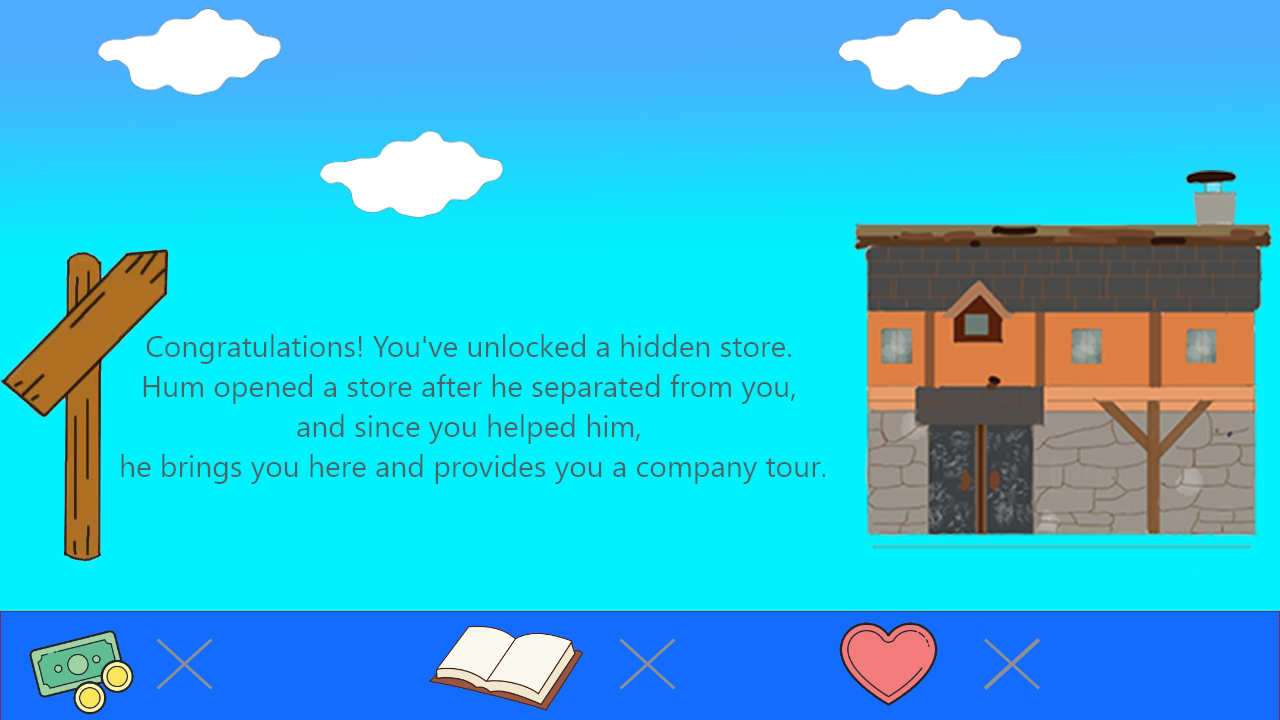 Congratulations! You've unlocked a hidden store.
Hum opened a store after he separated from you,
and since you helped him,
he brings you here and provides you a company tour.